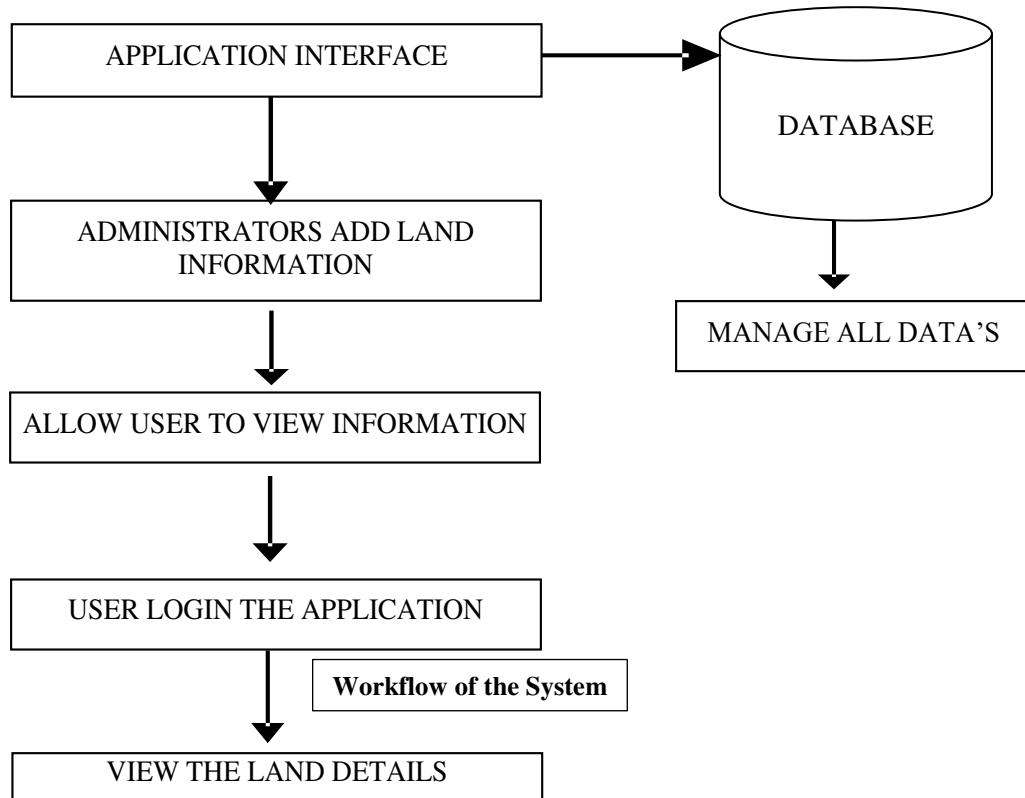 APPLICATION INTERFACE
DATABASE
ADMINISTRATORS ADD LAND
INFORMATION
MANAGE ALL DATA’S
ALLOW USER TO VIEW INFORMATION
USER LOGIN THE APPLICATION
Workflow of the System
VIEW THE LAND DETAILS